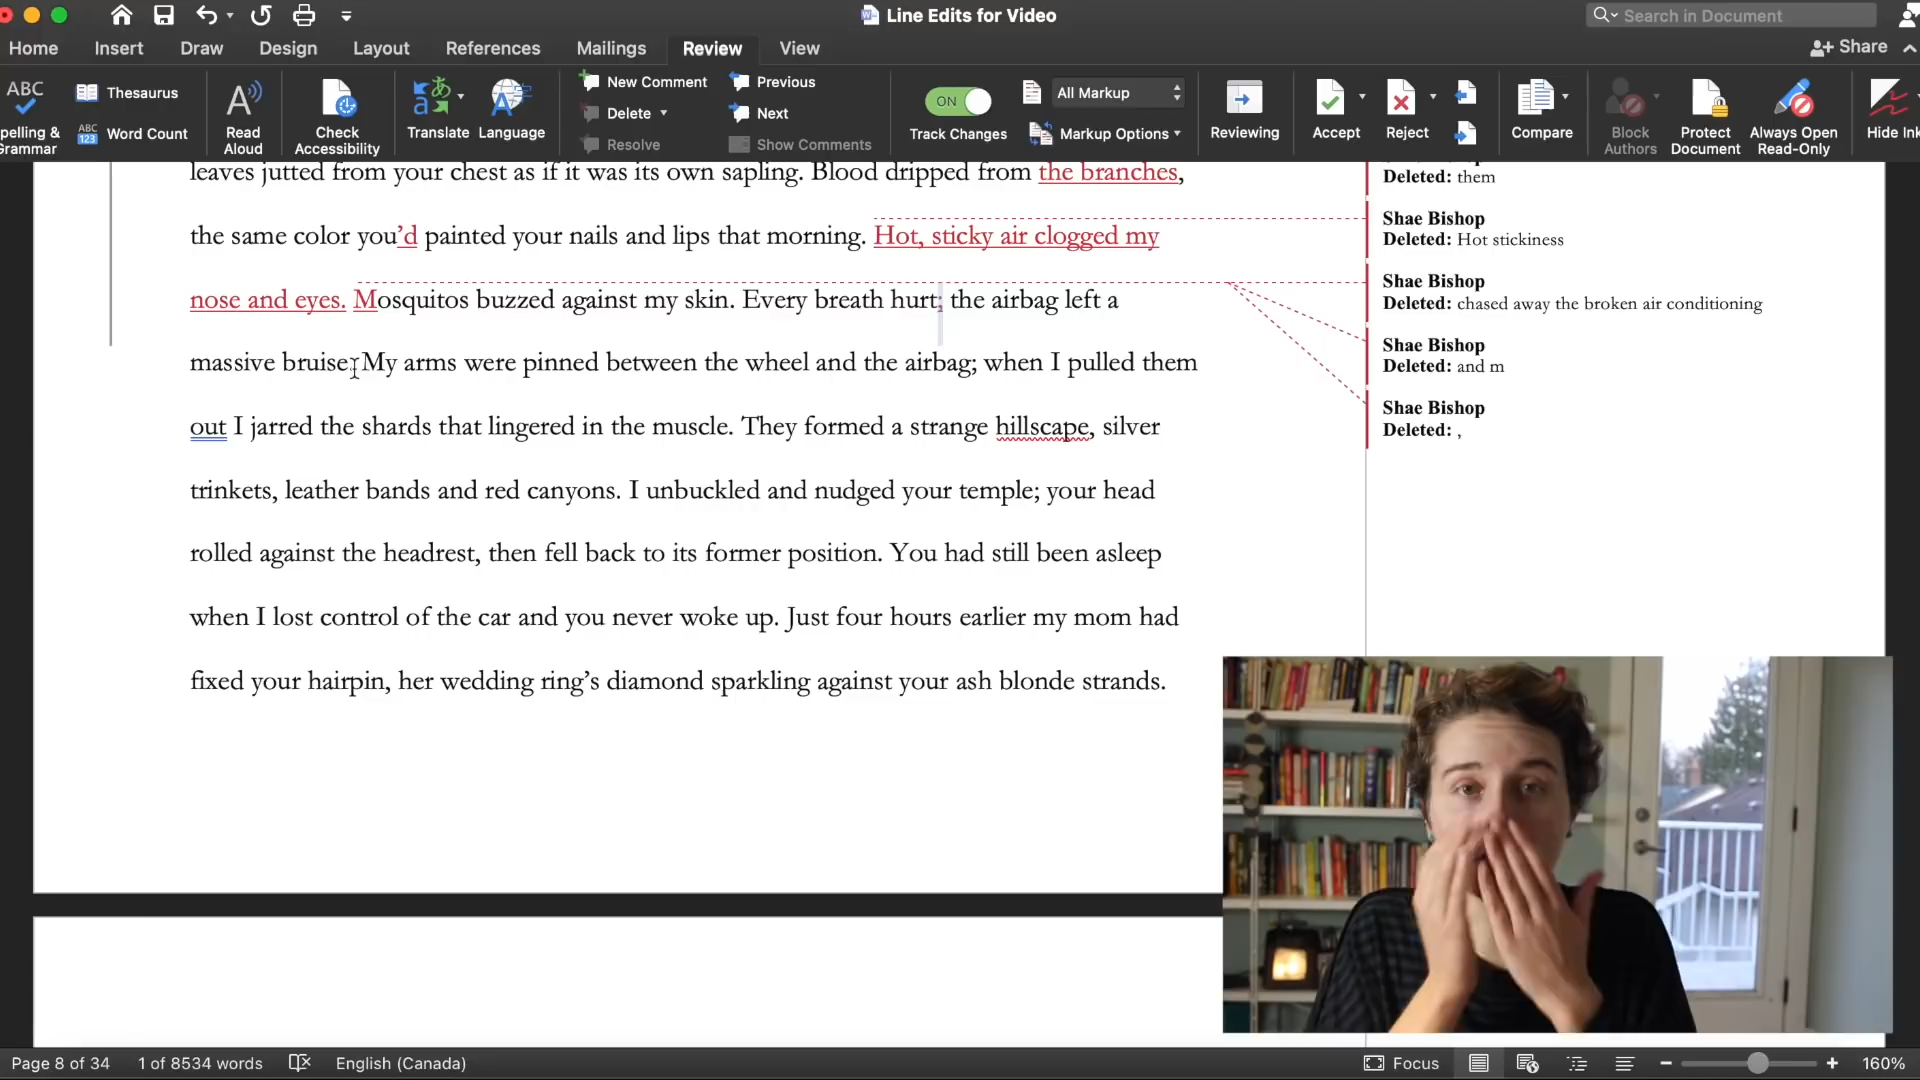 Line Edits for Video
Search in Document
Home Insert Draw Design Layout References Mailings Review View Share
ABC
pelling &
Grammar
Thesaurus
ABC
123
Word Count
A
Read
Aloud
Check
Accessibility
Translate
Language
New Comment
Delete
Resolve
Previous
Next
Show Comments
ON
Track Changes
All Markup
Markup Options
Reviewing
Accept
Reject
Compare
Block
Authors
Protect
Document
Always Open
Read-Only
Hide Ink
leaves jutted from your chest as if it was its own sapling. Blood dripped from the branches,
the same color you’d painted your nails and lips that morning. Hot, sticky air clogged my
nose and eyes. Mosquitos buzzed against my skin. Every breath hurt; the airbag left a
massive bruise. My arms were pinned between the wheel and the airbag; when I pulled them
out I jarred the shards that lingered in the muscle. They formed a strange hillscape, silver
trinkets, leather bands and red canyons. I unbuckled and nudged your temple; your head
rolled against the headrest, then fell back to its former position. You had still been asleep
when I lost control of the car and you never woke up. Just four hours earlier my mom had
fixed your hairpin, her wedding ring’s diamond sparkling against your ash blonde strands.
Deleted: them
Shae Bishop
Deleted: Hot stickiness
Shae Bishop
Deleted: chased away the broken air conditioning
Shae Bishop
Deleted: and m
Shae Bishop
Deleted: ,
Page 8 of 34 1 of 8534 words English (Canada) Focus 160%